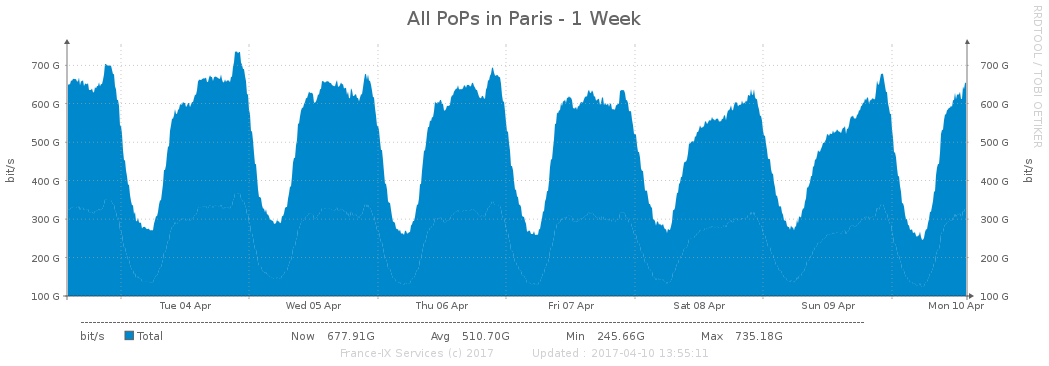 All PoPs in Paris - 1 Week
RRDTOOL / TOBI OETIKER
700 G 700 G
600 G 600 G
500 G 500 G
400 G 400 G
300 G 300 G
200 G 200 G
100 G 100 G
bit/s bit/s
Tue 04 Apr Wed 05 Apr Thu 06 Apr Fri 07 Apr Sat 08 Apr Sun 09 Apr Mon 10 Apr
bit/s Total Now 677.91G Avg 510.70G Min 245.66G Max 735.18G
France-IX Services (c) 2017 Updated : 2017-04-10 13:55:11